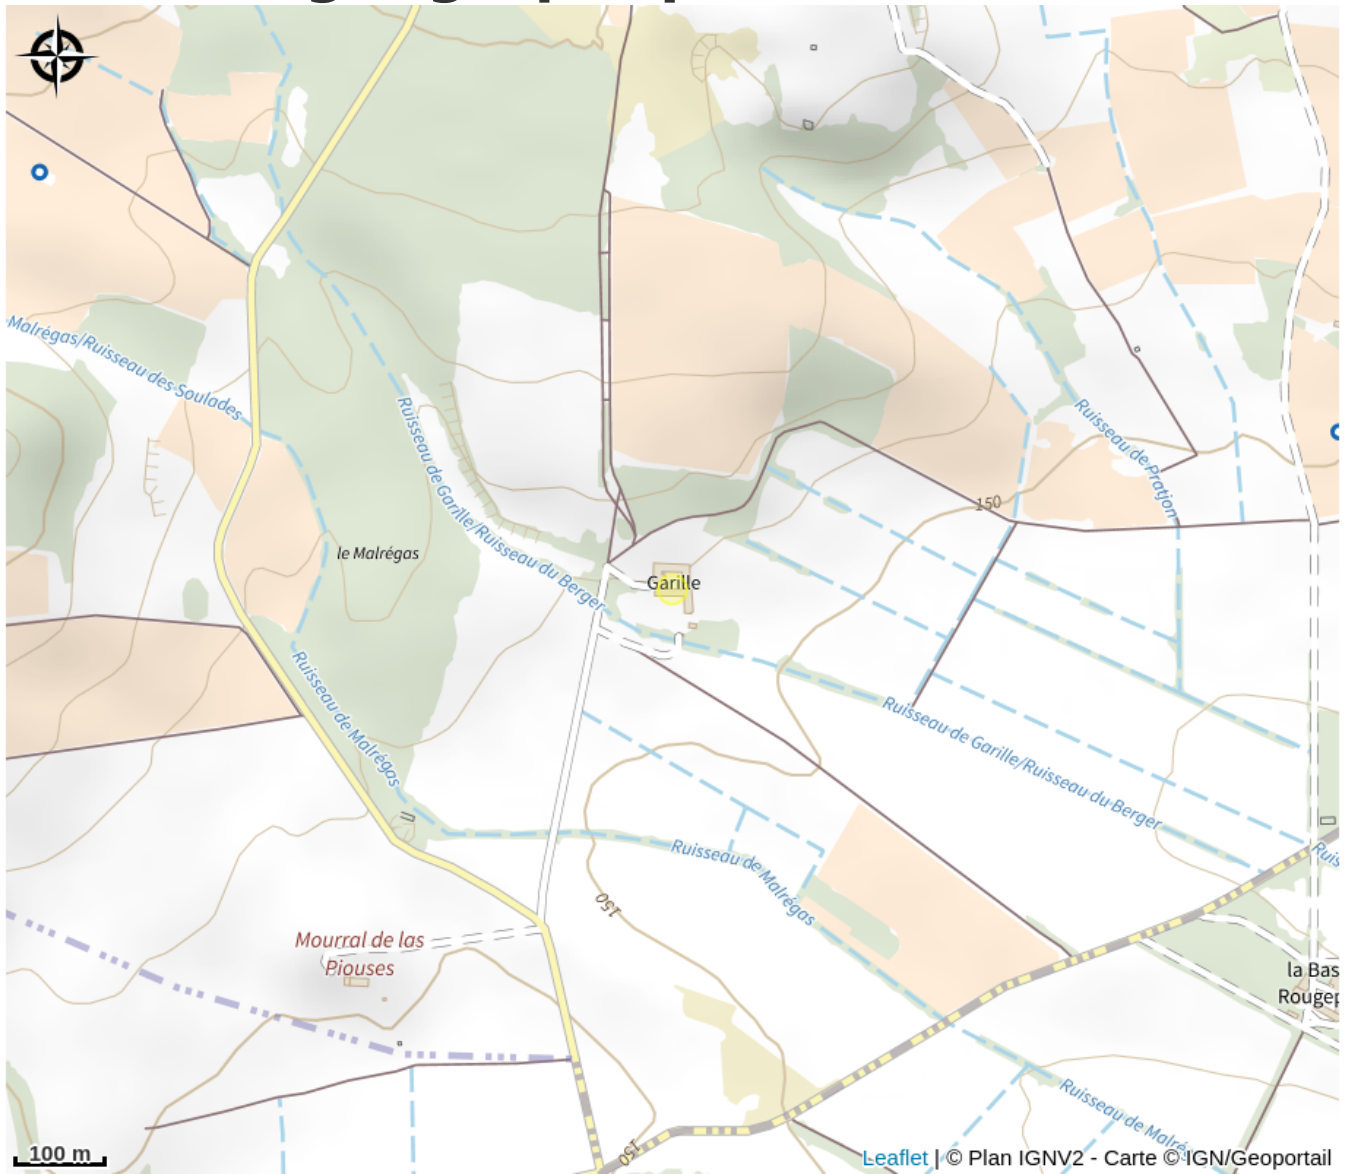 Malrégas/Ruisseau des Soulades
Ruisseau de Garille/Ruisseau du Berger
Ruisseau de Pratjon
150
le Malrégas
Garille
Ruisseau de Malrégas
Ruisseau de Garille/Ruisseau du Berger
Ruisseau de Malrégas
Ruis
150
Mourral de las
Piouses
la Bas
Rougep
Ruisseau de Malré
150
100 m
Leaflet | © Plan IGNV2 - Carte © IGN/Geoportail